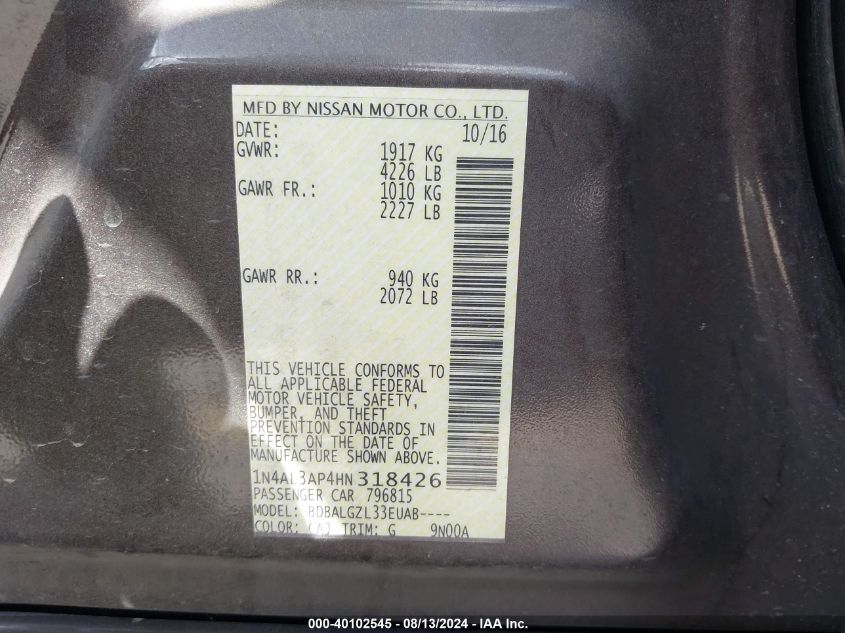 MFD BY NISSAN MOTOR CO., LTD.
DATE: 10/16
GVWR: 1917 KG
4226 LB
GAWR FR.: 1010 KG
2227 LB
GAWR RR.: 940 KG
2072 LB
THIS VEHICLE CONFORMS TO
ALL APPLICABLE FEDERAL
MOTOR VEHICLE SAFETY,
BUMPER, AND THEFT
PREVENTION STANDARDS IN
EFFECT ON THE DATE OF
MANUFACTURE SHOWN ABOVE.
1N4AL3AP4HN318426
PASSENGER CAR 796815
MODEL: BDBALGZL33EUAB----
COLOR: CAJ TRIM: G 9N00A
000-40102545 - 08/13/2024 - IAA Inc.